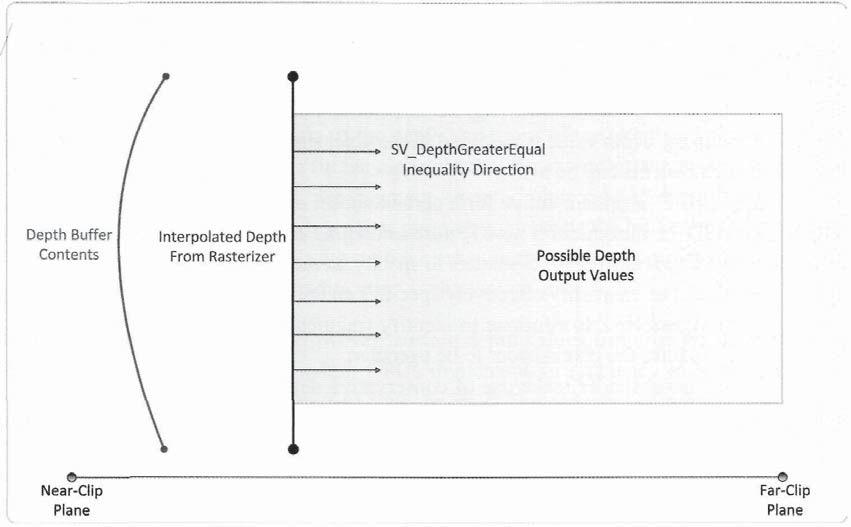 SV_DepthGreaterEqual
Inequality Direction
Depth Buffer
Contents
Interpolated Depth
From Rasterizer
Possible Depth
Output Values
Near-Clip
Plane
Far-Clip
Plane